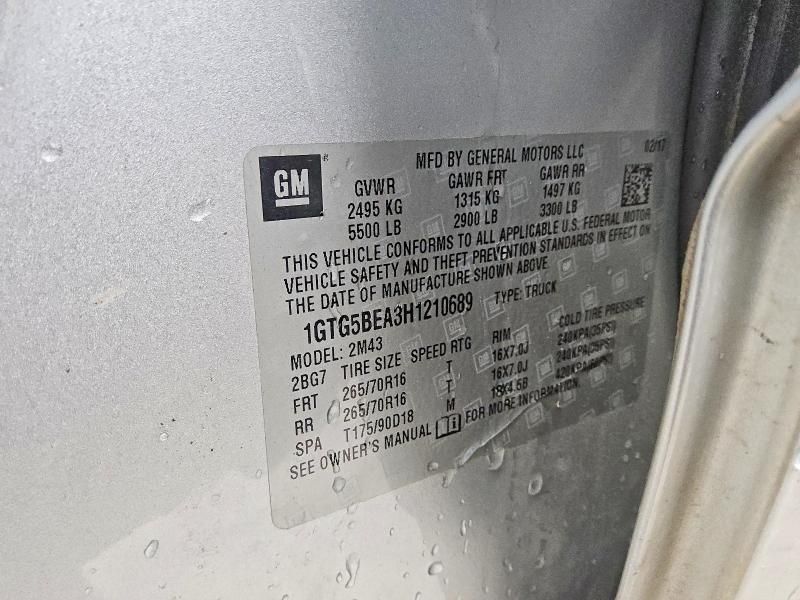 GM
MFD BY GENERAL MOTORS LLC 02/17
GVWR GAWR FRT GAWR RR
2495 KG 1315 KG 1497 KG
5500 LB 2900 LB 3300 LB
THIS VEHICLE CONFORMS TO ALL APPLICABLE U.S. FEDERAL MOTOR
VEHICLE SAFETY AND THEFT PREVENTION STANDARDS IN EFFECT ON
THE DATE OF MANUFACTURE SHOWN ABOVE.
1GTG5BEA3H1210689 TYPE: TRUCK
MODEL: 2M43
2BG7 TIRE SIZE SPEED RTG RIM COLD TIRE PRESSURE
FRT 265/70R16 T 16X7.0J 240KPA(35PSI)
RR 265/70R16 T 16X7.0J 240KPA(35PSI)
SPA T175/90D18 M 18X4.5B 420KPA(60PSI)
SEE OWNER'S MANUAL FOR MORE INFORMATION.